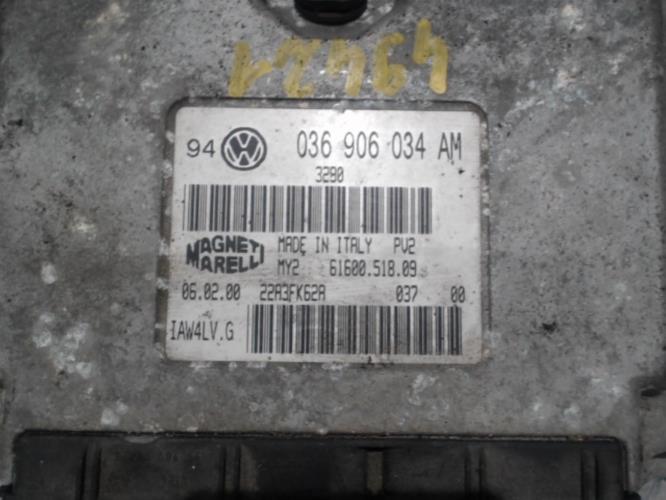 94 VW 036 906 034 AM
3290
MAGNETI MARELLI
MADE IN ITALY PV2
MY2 61600.518.09
06.02.00 22A3FK62A 037 00
IAW4LV.G